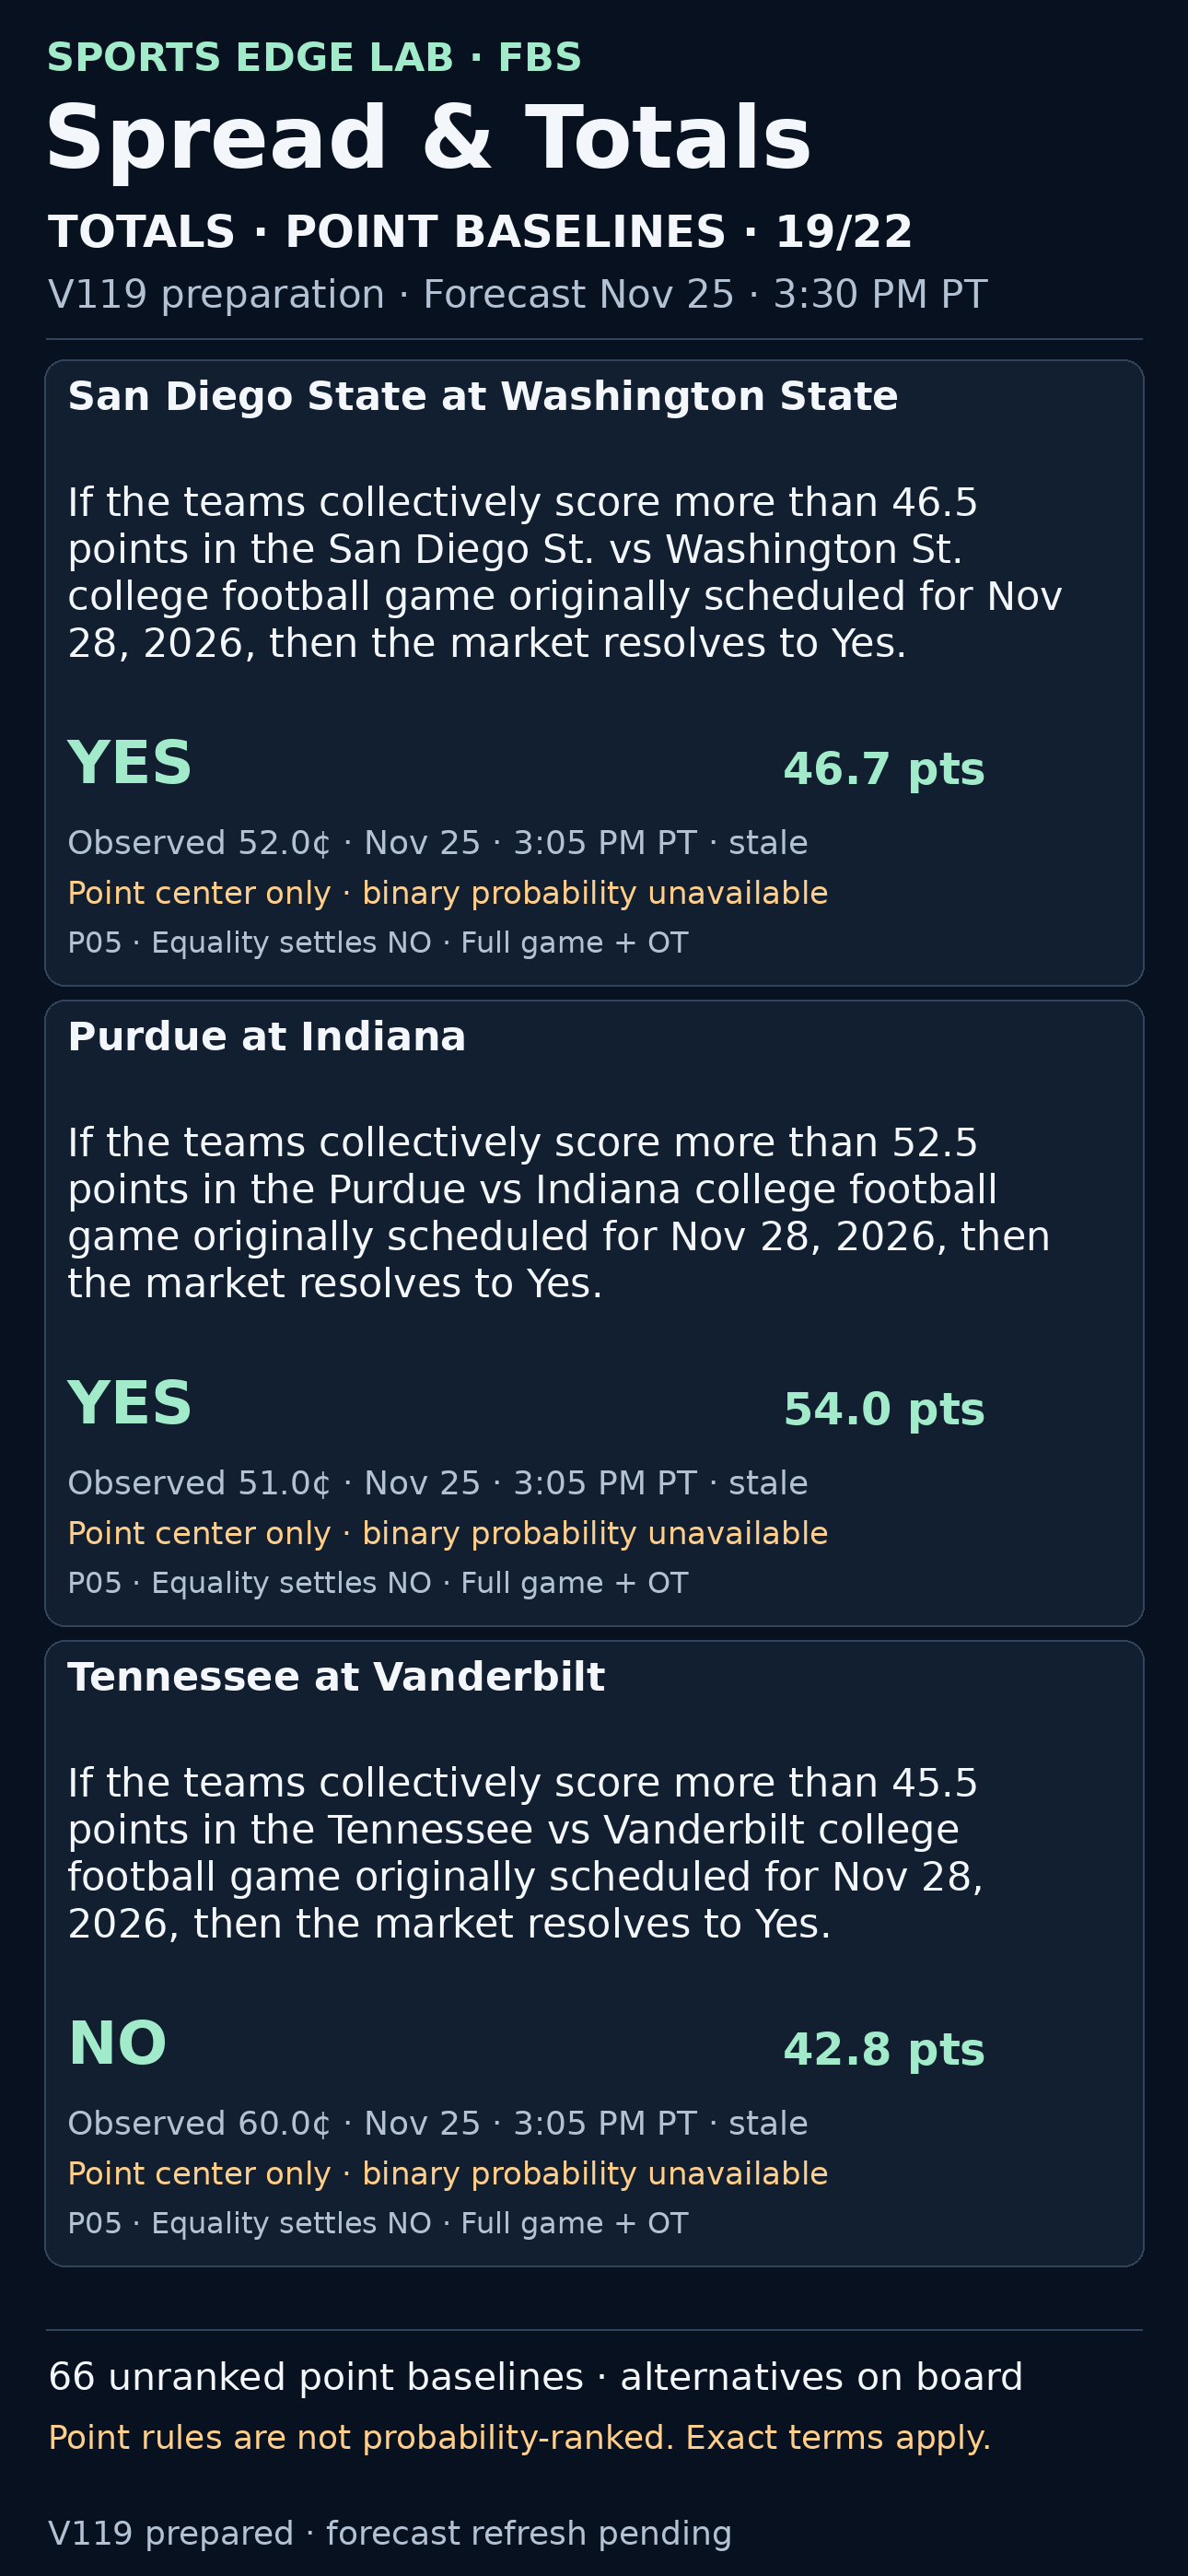 SPORTS EDGE LAB · FBS
Spread & Totals
TOTALS · POINT BASELINES · 19/22
V119 preparation · Forecast Nov 25 · 3:30 PM PT
San Diego State at Washington State
If the teams collectively score more than 46.5
points in the San Diego St. vs Washington St.
college football game originally scheduled for Nov
28, 2026, then the market resolves to Yes.
YES 46.7 pts
Observed 52.0¢ · Nov 25 · 3:05 PM PT · stale
Point center only · binary probability unavailable
P05 · Equality settles NO · Full game + OT
Purdue at Indiana
If the teams collectively score more than 52.5
points in the Purdue vs Indiana college football
game originally scheduled for Nov 28, 2026, then
the market resolves to Yes.
YES 54.0 pts
Observed 51.0¢ · Nov 25 · 3:05 PM PT · stale
Point center only · binary probability unavailable
P05 · Equality settles NO · Full game + OT
Tennessee at Vanderbilt
If the teams collectively score more than 45.5
points in the Tennessee vs Vanderbilt college
football game originally scheduled for Nov 28,
2026, then the market resolves to Yes.
NO 42.8 pts
Observed 60.0¢ · Nov 25 · 3:05 PM PT · stale
Point center only · binary probability unavailable
P05 · Equality settles NO · Full game + OT
66 unranked point baselines · alternatives on board
Point rules are not probability-ranked. Exact terms apply.
V119 prepared · forecast refresh pending